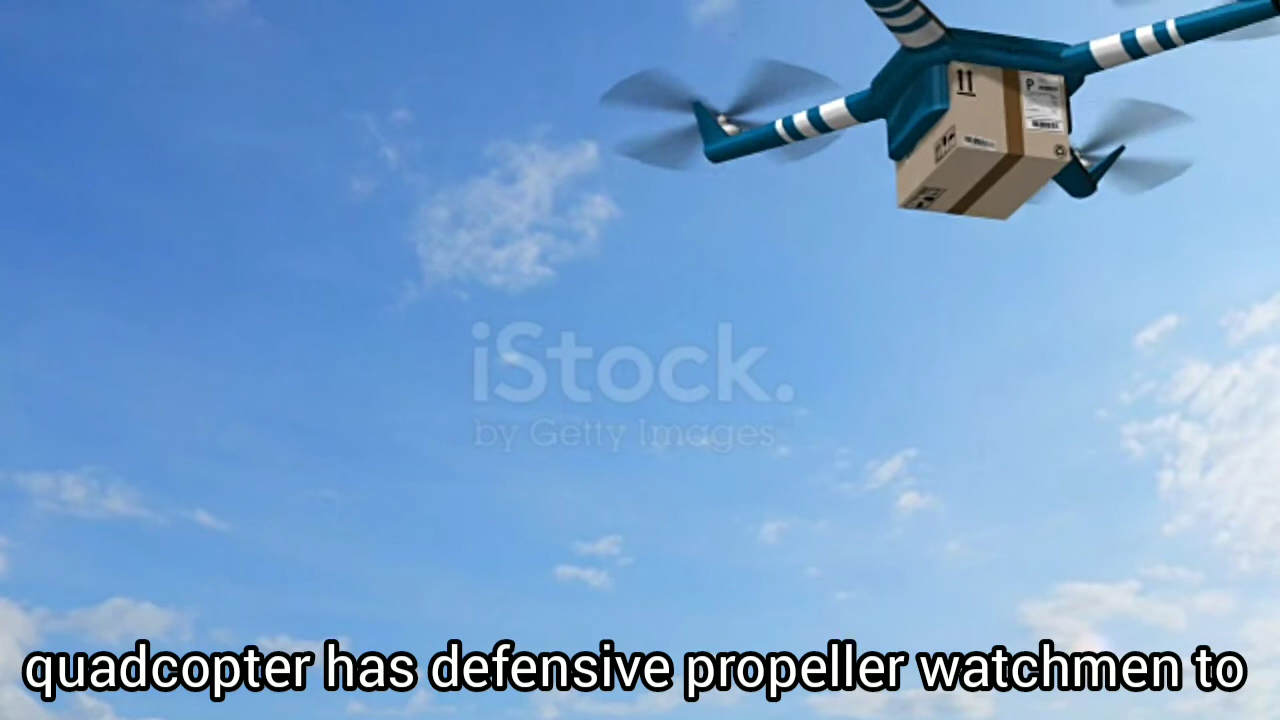 P
iStock.
by Getty Images
quadcopter has defensive propeller watchmen to